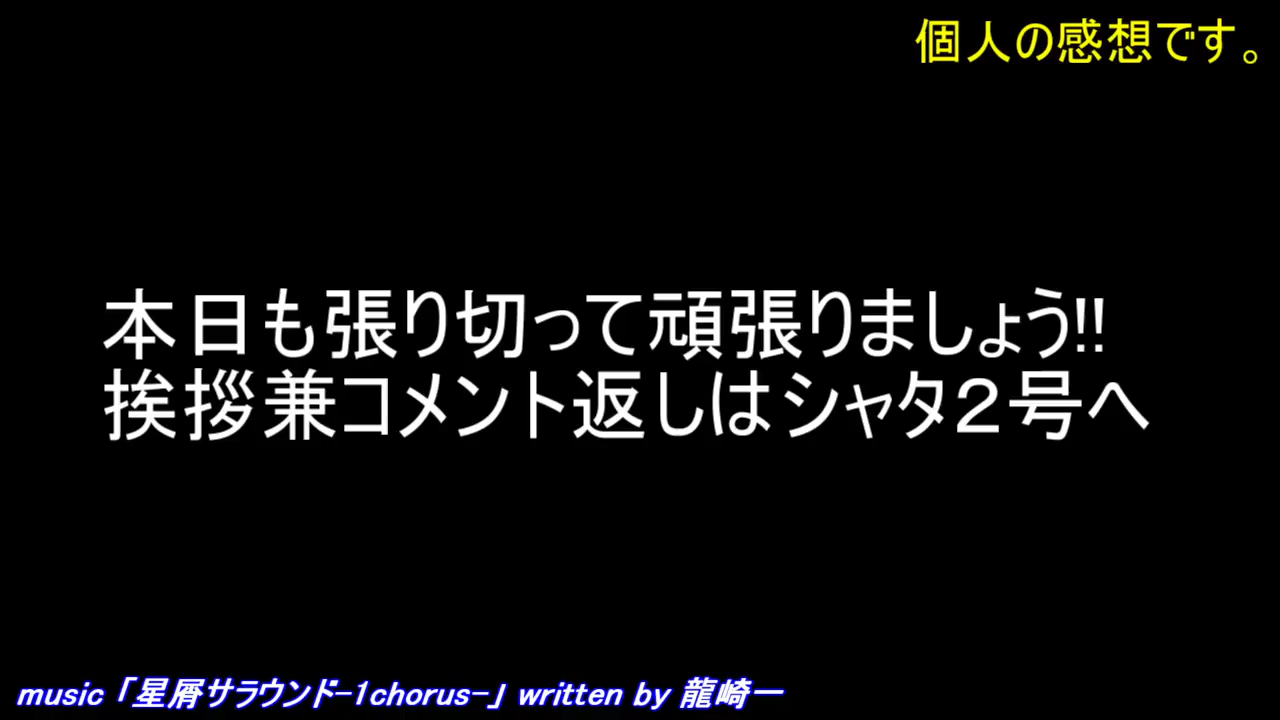 個人の感想です。
本日も張り切って頑張りましょう!!
挨拶兼コメント返しはシャタ２号へ
music「星屑サラウンド-1chorus-」written by 龍崎一